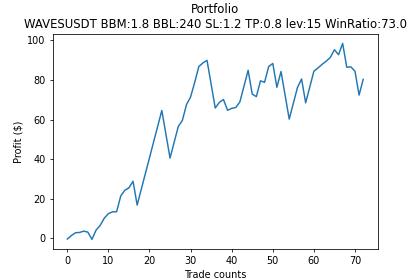 Portfolio
WAVESUSDT BBM:1.8 BBL:240 SL:1.2 TP:0.8 lev:15 WinRatio:73.0
100
80
60
40
20
0
Profit ($)
0 10 20 30 40 50 60 70
Trade counts